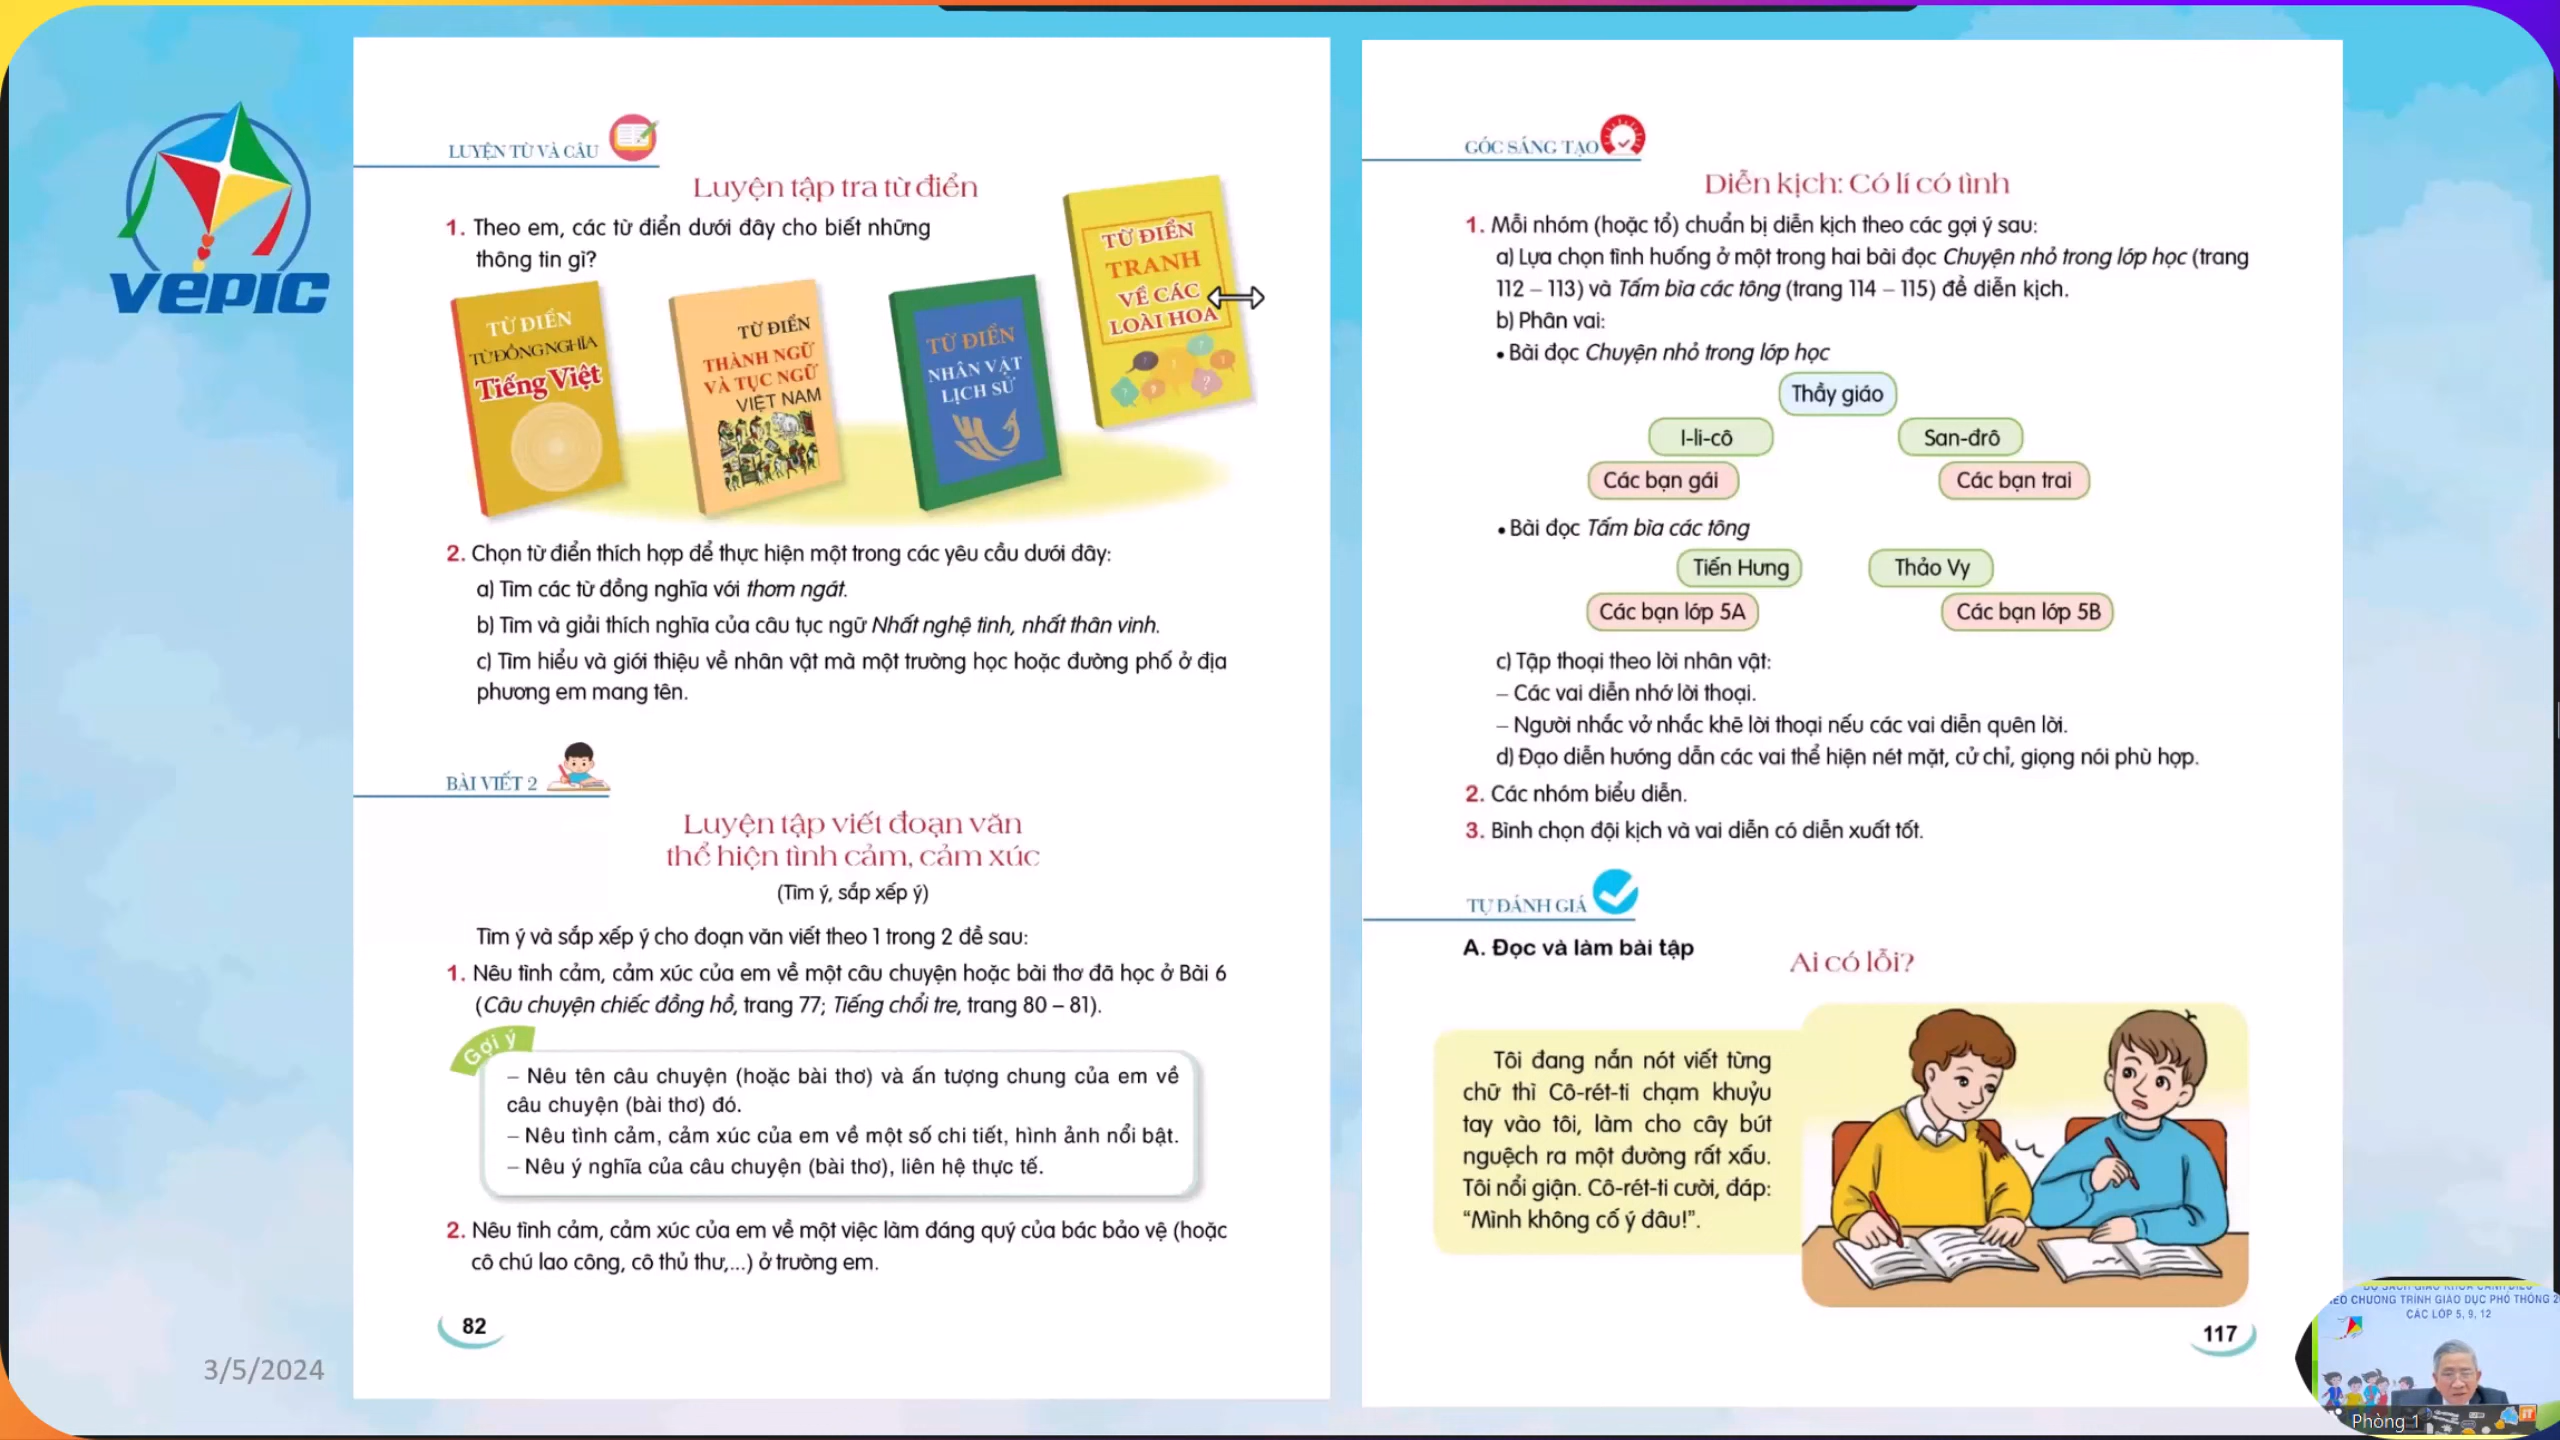 VEPIC
LUYỆN TỪ VÀ CÂU
Luyện tập tra từ điển
1. Theo em, các từ điển dưới đây cho biết những
thông tin gì?
TỪ ĐIỂN
TỪ ĐỒNG NGHĨA
Tiếng Việt
TỪ ĐIỂN
THÀNH NGỮ
VÀ TỤC NGỮ
VIỆT NAM
TỪ ĐIỂN
NHÂN VẬT
LỊCH SỬ
TỪ ĐIỂN
TRANH
VỀ CÁC
LOÀI HOA
2. Chọn từ điển thích hợp để thực hiện một trong các yêu cầu dưới đây:
a) Tìm các từ đồng nghĩa với thơm ngát.
b) Tìm và giải thích nghĩa của câu tục ngữ Nhất nghệ tinh, nhất thân vinh.
c) Tìm hiểu và giới thiệu về nhân vật mà một trường học hoặc đường phố ở địa
phương em mang tên.
BÀI VIẾT 2
Luyện tập viết đoạn văn
thể hiện tình cảm, cảm xúc
(Tìm ý, sắp xếp ý)
Tìm ý và sắp xếp ý cho đoạn văn viết theo 1 trong 2 đề sau:
1. Nêu tình cảm, cảm xúc của em về một câu chuyện hoặc bài thơ đã học ở Bài 6
(Câu chuyện chiếc đồng hồ, trang 77; Tiếng chổi tre, trang 80 – 81).
Gợi ý
– Nêu tên câu chuyện (hoặc bài thơ) và ấn tượng chung của em về
câu chuyện (bài thơ) đó.
– Nêu tình cảm, cảm xúc của em về một số chi tiết, hình ảnh nổi bật.
– Nêu ý nghĩa của câu chuyện (bài thơ), liên hệ thực tế.
2. Nêu tình cảm, cảm xúc của em về một việc làm đáng quý của bác bảo vệ (hoặc
cô chú lao công, cô thủ thư,...) ở trường em.
82
3/5/2024
GÓC SÁNG TẠO
Diễn kịch: Có lí có tình
1. Mỗi nhóm (hoặc tổ) chuẩn bị diễn kịch theo các gợi ý sau:
a) Lựa chọn tình huống ở một trong hai bài đọc Chuyện nhỏ trong lớp học (trang
112 – 113) và Tấm bìa các tông (trang 114 – 115) để diễn kịch.
b) Phân vai:
• Bài đọc Chuyện nhỏ trong lớp học
Thầy giáo
I-li-cô San-đrô
Các bạn gái Các bạn trai
• Bài đọc Tấm bìa các tông
Tiến Hưng Thảo Vy
Các bạn lớp 5A Các bạn lớp 5B
c) Tập thoại theo lời nhân vật:
– Các vai diễn nhớ lời thoại.
– Người nhắc vở nhắc khẽ lời thoại nếu các vai diễn quên lời.
d) Đạo diễn hướng dẫn các vai thể hiện nét mặt, cử chỉ, giọng nói phù hợp.
2. Các nhóm biểu diễn.
3. Bình chọn đội kịch và vai diễn có diễn xuất tốt.
TỰ ĐÁNH GIÁ
A. Đọc và làm bài tập
Ai có lỗi?
Tôi đang nắn nót viết từng
chữ thì Cô-rét-ti chạm khuỷu
tay vào tôi, làm cho cây bút
nguệch ra một đường rất xấu.
Tôi nổi giận. Cô-rét-ti cười, đáp:
“Mình không cố ý đâu!”.
117
CHƯƠNG TRÌNH GIÁO DỤC PHỔ THÔNG
CÁC LỚP 5, 9, 12
Phòng 1